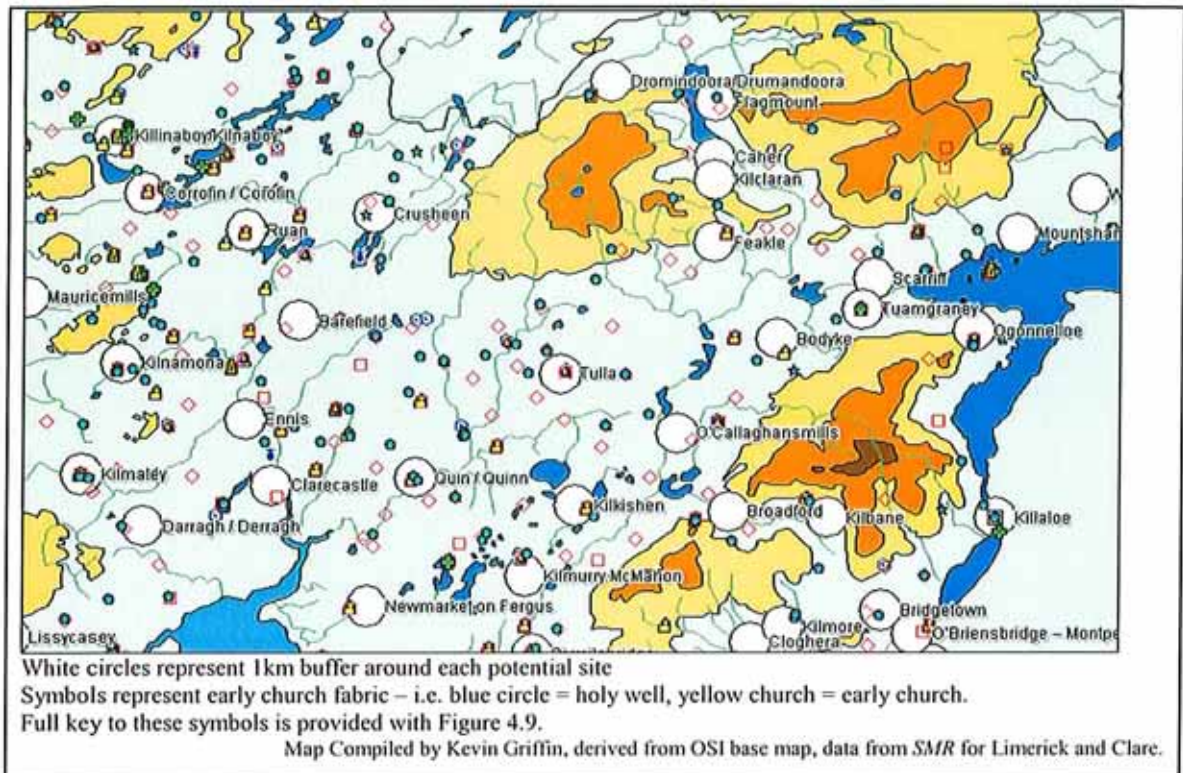 Dromindoora/Drumandoora
Flagmount
Killinaboy/Kilnaboy
Caher
Kilclaran
Corrofin / Corofin
Crusheen
Ruan
Feakle
Mountshan
Scarriff
Mauricemills
Tuamgraney
Barefield
Ogonnelloe
Bodyke
Kilnamona
Tulla
Ennis
O'Callaghansmills
Kilmaley
Quin / Quinn
Clarecastle
Kilkishen
Broadford
Kilbane
Killaloe
Darragh / Derragh
Kilmurry McMahon
Newmarket on Fergus
Bridgetown
Kilmore
Lissycasey
Cloghera
O'Briensbridge – Montpe
White circles represent 1km buffer around each potential site
Symbols represent early church fabric – i.e. blue circle = holy well, yellow church = early church.
Full key to these symbols is provided with Figure 4.9.
Map Compiled by Kevin Griffin, derived from OSI base map, data from SMR for Limerick and Clare.